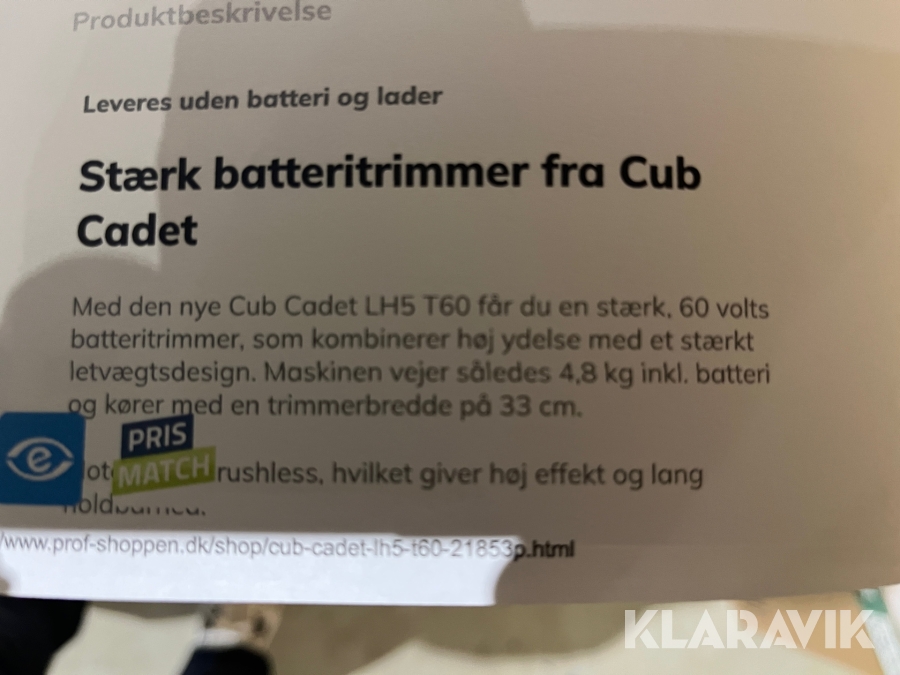 Produktbeskrivelse
Leveres uden batteri og lader
Stærk batteritrimmer fra Cub
Cadet
Med den nye Cub Cadet LH5 T60 får du en stærk, 60 volts
batteritrimmer, som kombinerer høj ydelse med et stærkt
letvægtsdesign. Maskinen vejer således 4,8 kg inkl. batteri
og kører med en trimmerbredde på 33 cm.
e
PRIS
MATCH
rushless, hvilket giver høj effekt og lang
/www.prof-shoppen.dk/shop/cub-cadet-lh5-t60-21853p.html
KLARAVIK